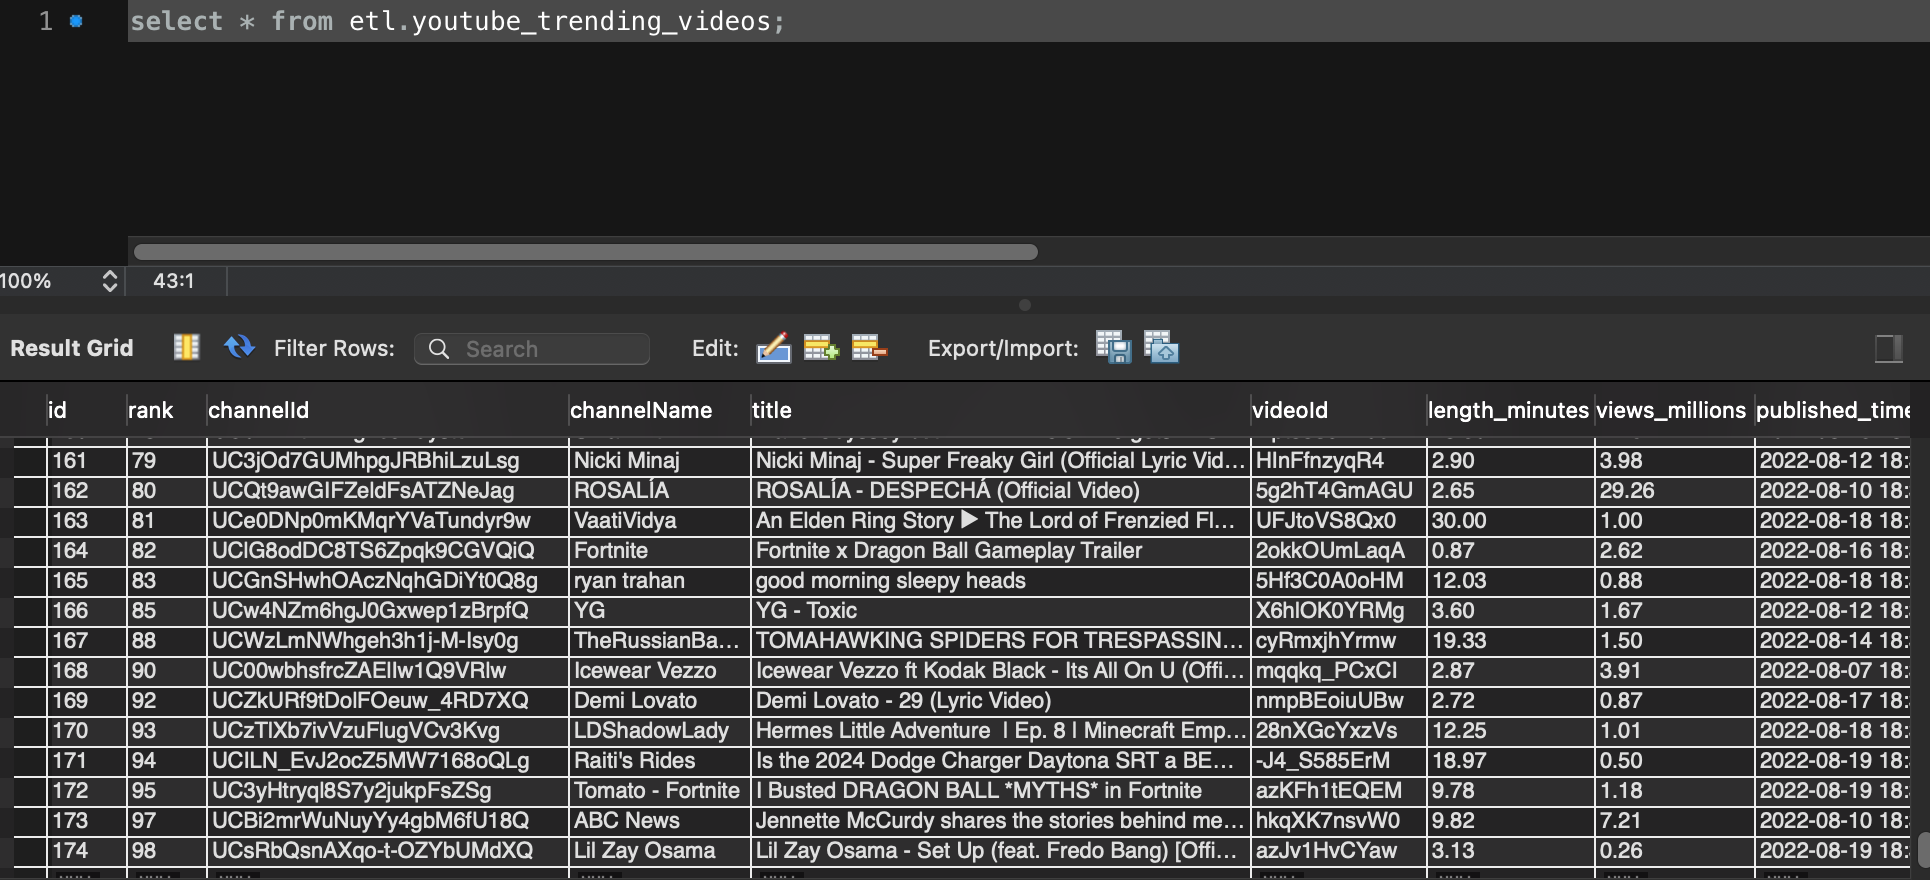 1 select * from etl.youtube_trending_videos;
100% 43:1
Result Grid Filter Rows: Search Edit: Export/Import:
id rank channelId channelName title videoId length_minutes views_millions published_time
161 79 UC3jOd7GUMhpgJRBhiLzuLsg Nicki Minaj Nicki Minaj - Super Freaky Girl (Official Lyric Vid... HInFfnzyqR4 2.90 3.98 2022-08-12 18:
162 80 UCQt9awGIFZeldFsATZNeJag ROSALÍA ROSALÍA - DESPECHÁ (Official Video) 5g2hT4GmAGU 2.65 29.26 2022-08-10 18:
163 81 UCe0DNp0mKMqrYVaTundyr9w VaatiVidya An Elden Ring Story ▶ The Lord of Frenzied Fl... UFJtoVS8Qx0 30.00 1.00 2022-08-18 18:
164 82 UClG8odDC8TS6Zpqk9CGVQiQ Fortnite Fortnite x Dragon Ball Gameplay Trailer 2okkOUmLaqA 0.87 2.62 2022-08-16 18:
165 83 UCGnSHwhOAczNqhGDiYt0Q8g ryan trahan good morning sleepy heads 5Hf3C0A0oHM 12.03 0.88 2022-08-18 18:
166 85 UCw4NZm6hgJ0Gxwep1zBrpfQ YG YG - Toxic X6hlOK0YRMg 3.60 1.67 2022-08-12 18:
167 88 UCWzLmNWhgeh3h1j-M-Isy0g TheRussianBa... TOMAHAWKING SPIDERS FOR TRESPASSIN... cyRmxjhYrmw 19.33 1.50 2022-08-14 18:
168 90 UC00wbhsfrcZAEllw1Q9VRlw Icewear Vezzo Icewear Vezzo ft Kodak Black - Its All On U (Offi... mqqkq_PCxCI 2.87 3.91 2022-08-07 18:
169 92 UCZkURf9tDolFOeuw_4RD7XQ Demi Lovato Demi Lovato - 29 (Lyric Video) nmpBEoiuUBw 2.72 0.87 2022-08-17 18:
170 93 UCzTlXb7ivVzuFlugVCv3Kvg LDShadowLady Hermes Little Adventure | Ep. 8 | Minecraft Emp... 28nXGcYxzVs 12.25 1.01 2022-08-18 18:
171 94 UCILN_EvJ2ocZ5MW7168oQLg Raiti's Rides Is the 2024 Dodge Charger Daytona SRT a BE... -J4_S585ErM 18.97 0.50 2022-08-19 18:
172 95 UC3yHtryql8S7y2jukpFsZSg Tomato - Fortnite I Busted DRAGON BALL *MYTHS* in Fortnite azKFh1tEQEM 9.78 1.18 2022-08-19 18:
173 97 UCBi2mrWuNuyYy4gbM6fU18Q ABC News Jennette McCurdy shares the stories behind me... hkqXK7nsvW0 9.82 7.21 2022-08-10 18:
174 98 UCsRbQsnAXqo-t-OZYbUMdXQ Lil Zay Osama Lil Zay Osama - Set Up (feat. Fredo Bang) [Offi... azJv1HvCYaw 3.13 0.26 2022-08-19 18: